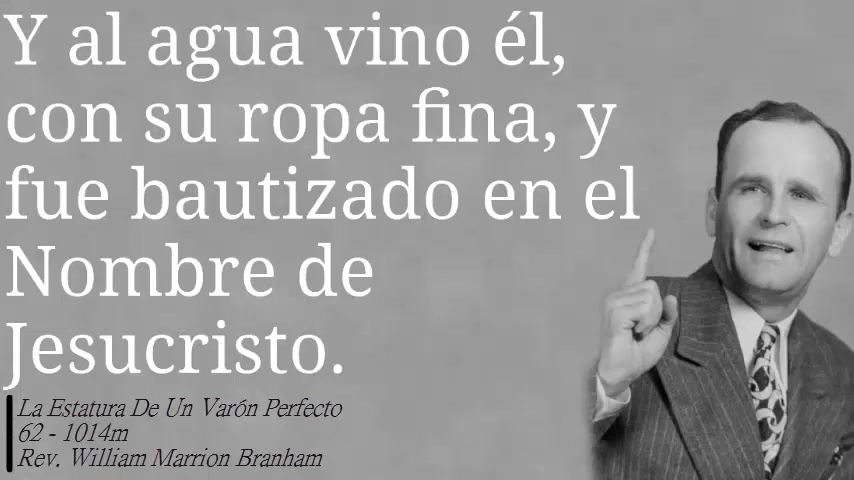 Y al agua vino él,
con su ropa fina, y
fue bautizado en el
Nombre de
Jesucristo.
La Estatura De Un Varón Perfecto
62 - 1014m
Rev. William Marrion Branham